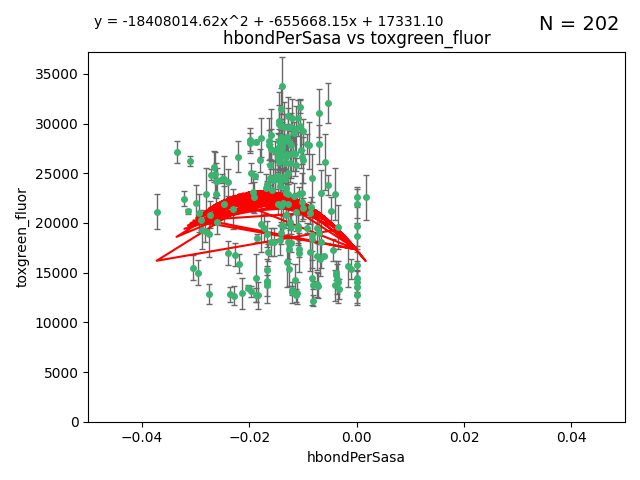 y = -18408014.62x^2 + -655668.15x + 17331.10
N = 202
hbondPerSasa vs toxgreen_fluor
35000
30000
25000
20000
15000
10000
5000
0
toxgreen_fluor
−0.04
−0.02
0.00
0.02
0.04
hbondPerSasa